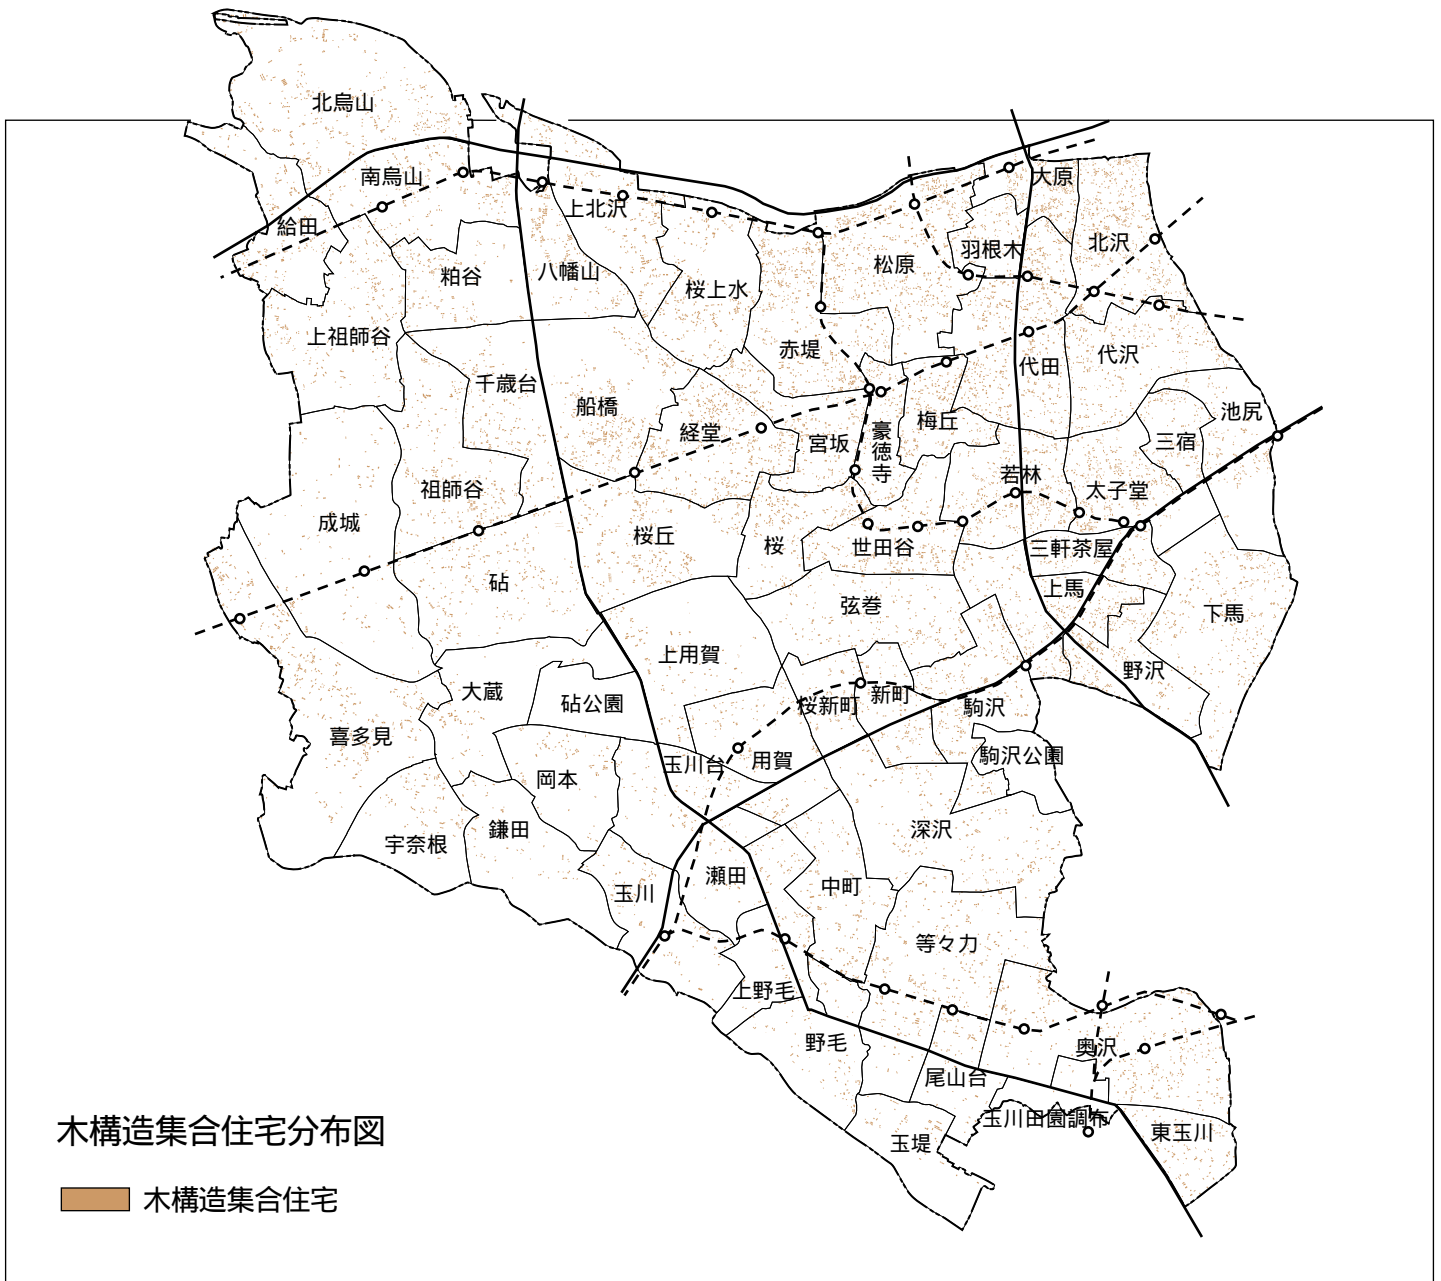 北烏山
南烏山
給田
上北沢
大原
北沢
羽根木
松原
粕谷
八幡山
桜上水
上祖師谷
赤堤
代田
代沢
千歳台
船橋
経堂
宮坂
豪徳寺
梅丘
池尻
三宿
祖師谷
若林
太子堂
成城
桜丘
桜
世田谷
三軒茶屋
砧
上馬
弦巻
下馬
上用賀
野沢
大蔵
砧公園
桜新町
新町
駒沢
喜多見
用賀
玉川台
駒沢公園
岡本
深沢
鎌田
宇奈根
瀬田
中町
玉川
等々力
上野毛
野毛
奥沢
尾山台
玉川田園調布
東玉川
玉堤
木構造集合住宅分布図
木構造集合住宅